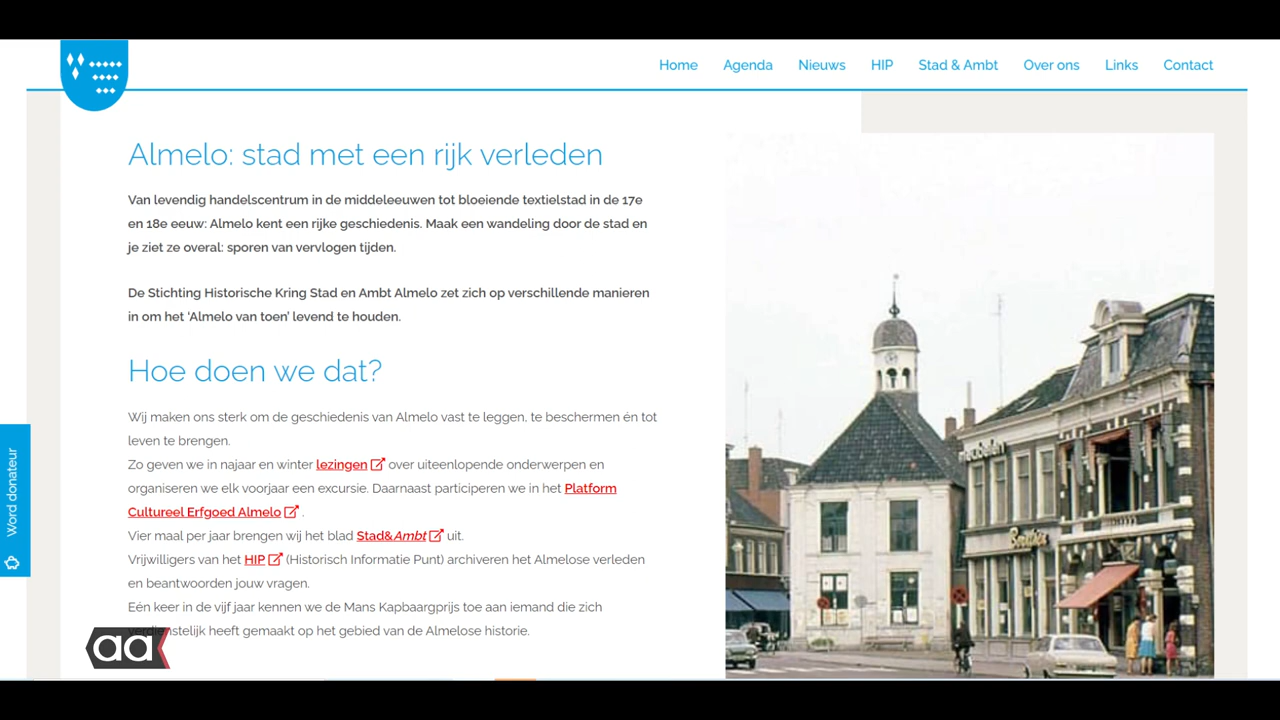 Home Agenda Nieuws HIP Stad & Ambt Over ons Links Contact
Almelo: stad met een rijk verleden
Van levendig handelscentrum in de middeleeuwen tot bloeiende textielstad in de 17e
en 18e eeuw: Almelo kent een rijke geschiedenis. Maak een wandeling door de stad en
je ziet ze overal: sporen van vervlogen tijden.
De Stichting Historische Kring Stad en Ambt Almelo zet zich op verschillende manieren
in om het ‘Almelo van toen’ levend te houden.
Hoe doen we dat?
Wij maken ons sterk om de geschiedenis van Almelo vast te leggen, te beschermen én tot
leven te brengen.
Zo geven we in najaar en winter lezingen over uiteenlopende onderwerpen en
organiseren we elk voorjaar een excursie. Daarnaast participeren we in het Platform
Cultureel Erfgoed Almelo .
Vier maal per jaar brengen wij het blad Stad&Ambt uit.
Vrijwilligers van het HIP (Historisch Informatie Punt) archiveren het Almelose verleden
en beantwoorden jouw vragen.
Eén keer in de vijf jaar kennen we de Mans Kapbaargprijs toe aan iemand die zich
verdienstelijk heeft gemaakt op het gebied van de Almelose historie.
Word donateur
aa
meubelen